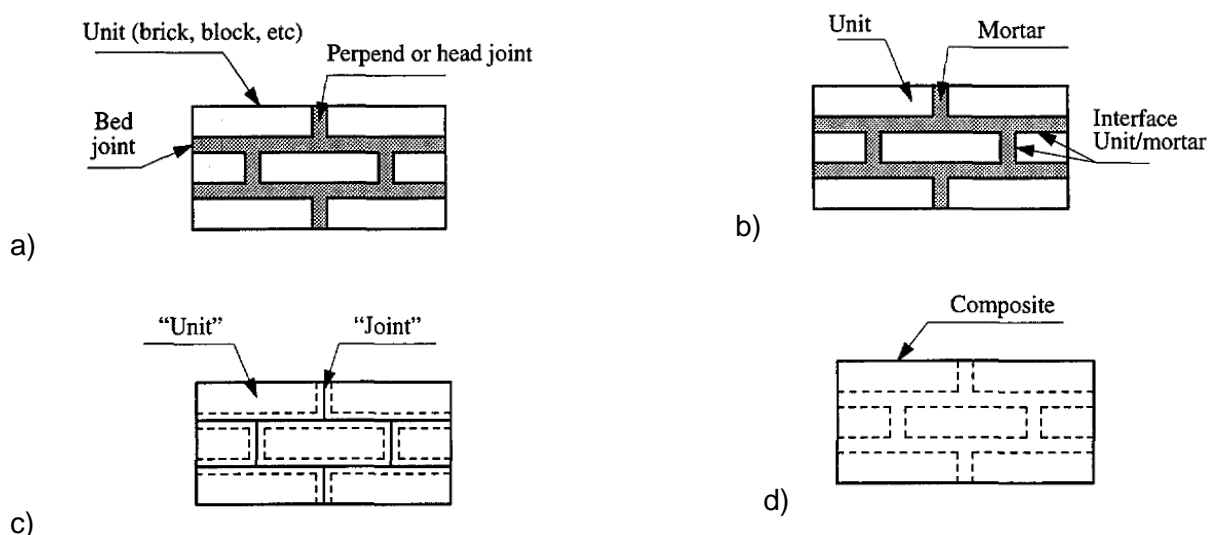 Unit (brick, block, etc)
Perpend or head joint
Bed
joint
a)
Unit
Mortar
Interface
Unit/mortar
b)
“Unit”
“Joint”
c)
Composite
d)